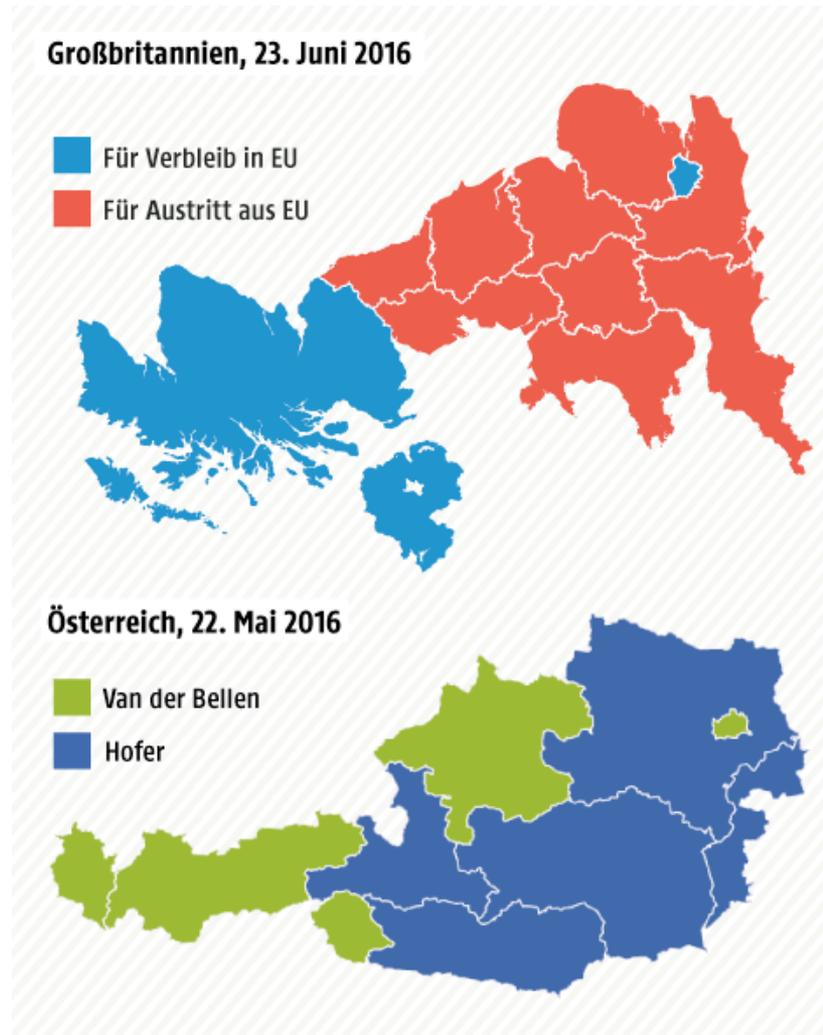 Großbritannien, 23. Juni 2016
Für Verbleib in EU
Für Austritt aus EU
Österreich, 22. Mai 2016
Van der Bellen
Hofer